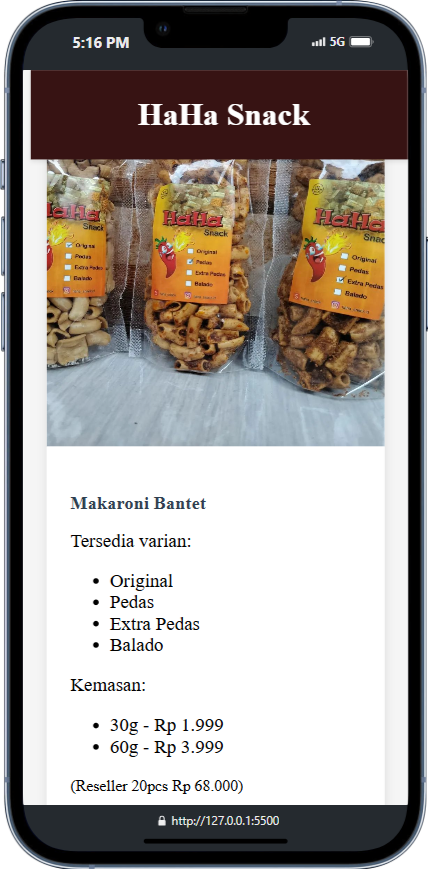 5:16 PM
5G
HaHa Snack
HaHa
Snack
Original
Pedas
Extra Pedas
Balado
HaHa
Snack
Original
Pedas
Extra Pedas
Balado
HaHa
Snack
Original
Pedas
Extra Pedas
Balado
Makaroni Bantet
Tersedia varian:
• Original
• Pedas
• Extra Pedas
• Balado
Kemasan:
• 30g - Rp 1.999
• 60g - Rp 3.999
(Reseller 20pcs Rp 68.000)
http://127.0.0.1:5500